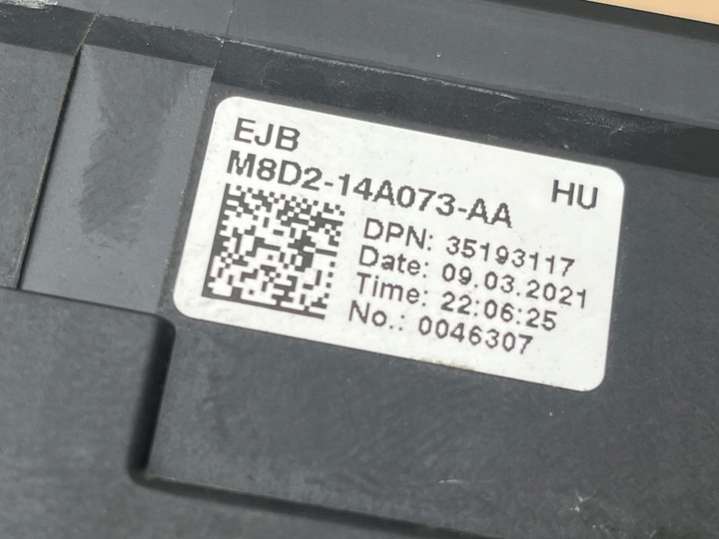 EJB
M8D2-14A073-AA
HU
DPN: 35193117
Date: 09.03.2021
Time: 22:06:25
No.: 0046307